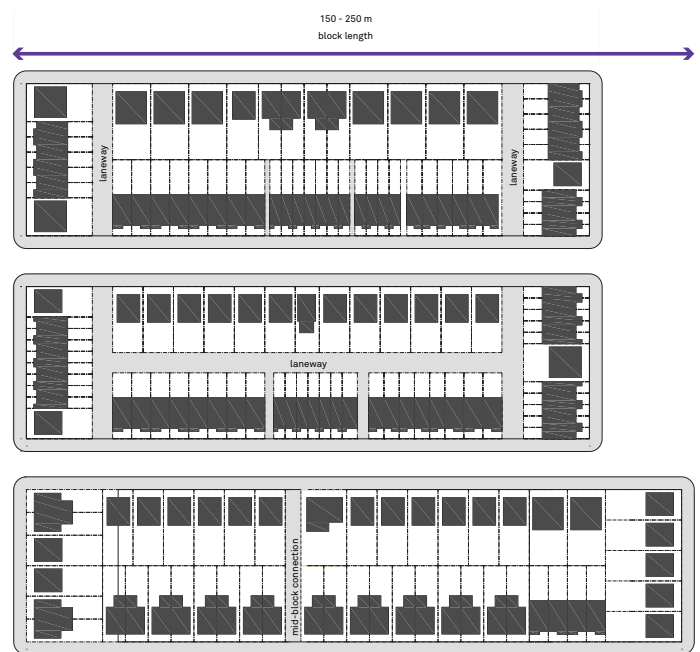 150 - 250 m
block length
laneway
laneway
laneway
mid-block connection